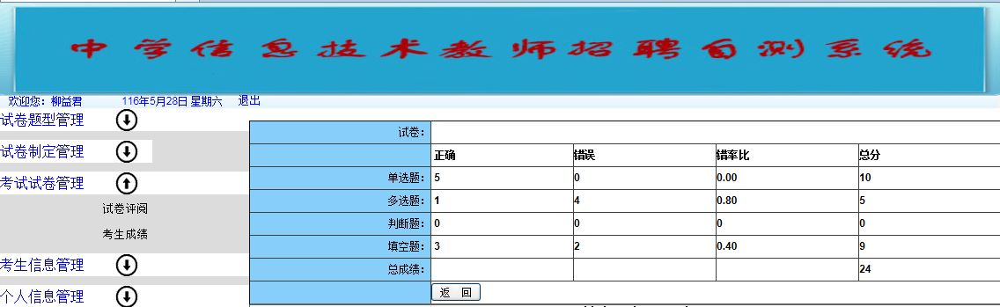 中学信息技术教师招聘自测系统
欢迎您：柳益君 116年5月28日 星期六 退出
试卷题型管理
试卷制定管理
考试试卷管理
试卷评阅
考生成绩
考生信息管理
个人信息管理
试卷：
正确 错误 错率比 总分
单选题： 5 0 0.00 10
多选题： 1 4 0.80 5
判断题： 0 0 0 0
填空题： 3 2 0.40 9
总成绩： 24
返 回